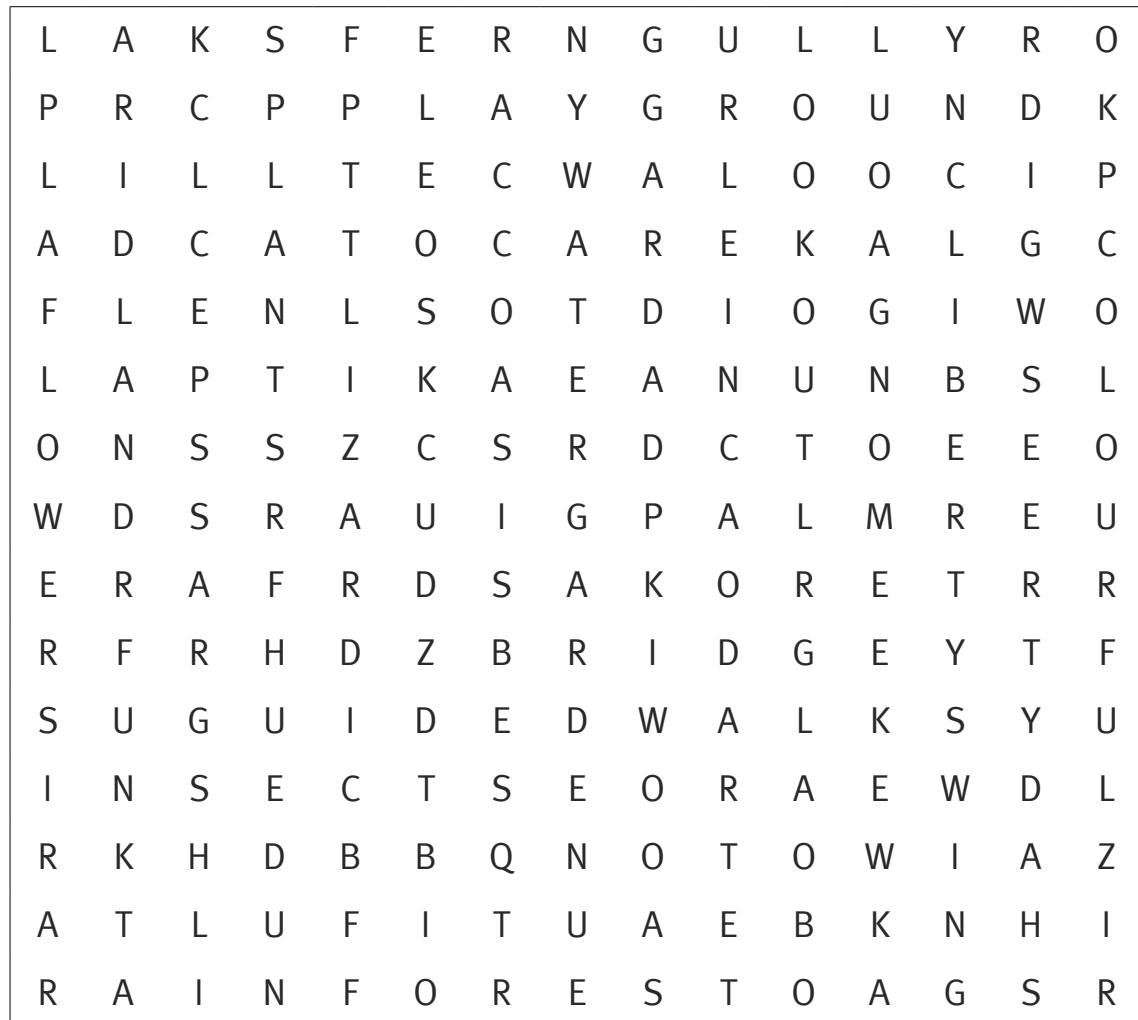 L A K S F E R N G U L L Y R O
P R C P P L A Y G R O U N D K
L I L L T E C W A L O O C I P
A D C A T O C A R E K A L G C
F L E N L S O T D I O G I W O
L A P T I K A E A N U N B S L
O N S S Z C S R D C T O E E O
W D S R A U I G P A L M R E U
E R A F R D S A K O R E T R R
R F R H D Z B R I D G E Y T F
S U G U I D E D W A L K S Y U
I N S E C T S E O R A E W D L
R K H D B B Q N O T O W I A Z
A T L U F I T U A E B K N H I
R A I N F O R E S T O A G S R